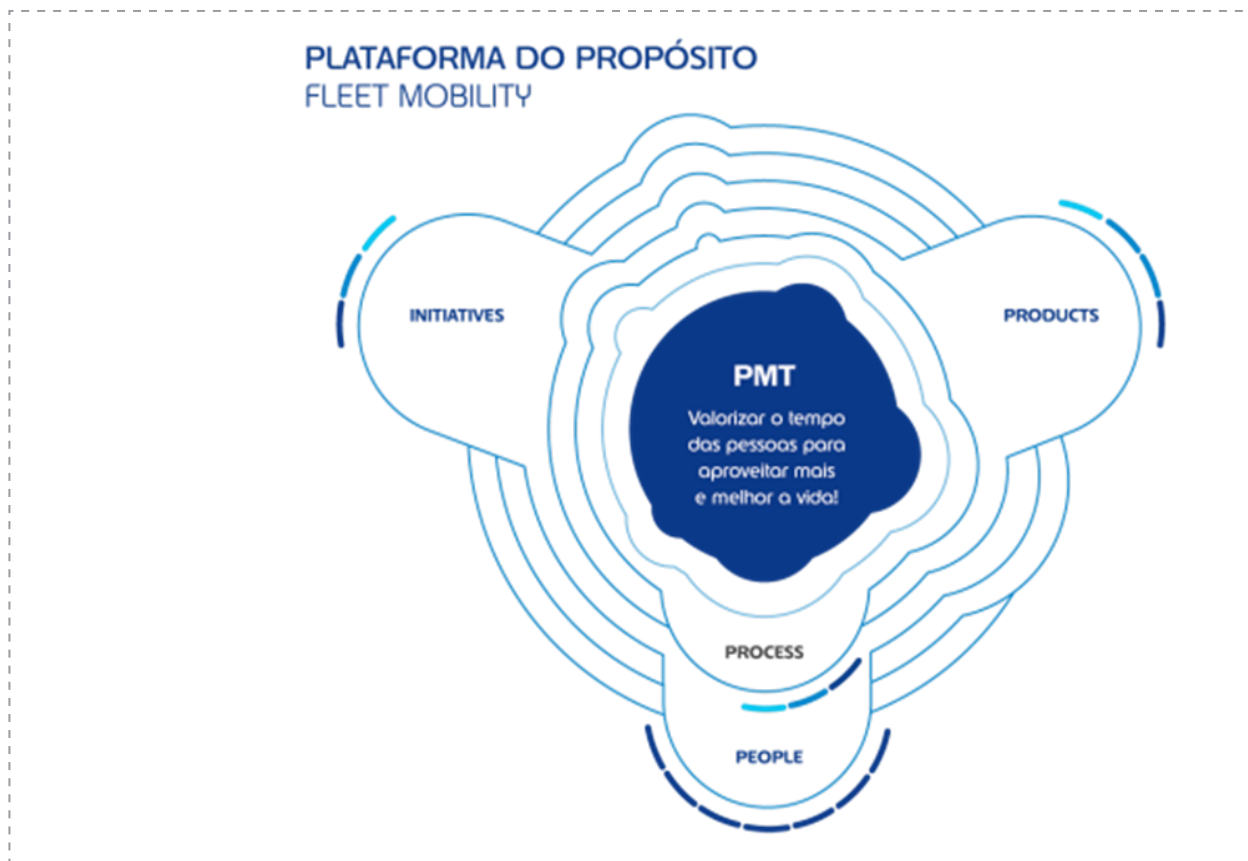 PLATAFORMA DO PROPÓSITO
FLEET MOBILITY
INITIATIVES
PRODUCTS
PMT
Valorizar o tempo
das pessoas para
aproveitar mais
e melhor a vida!
PROCESS
PEOPLE